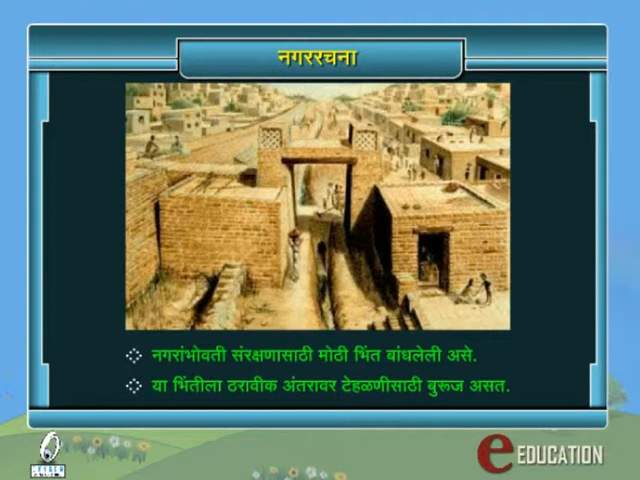 नगररचना
नगरांभोवती संरक्षणासाठी मोठी भिंत बांधलेली असे.
या भिंतीला ठरावीक अंतरावर टेहळणीसाठी बुरूज असत.
e EDUCATION